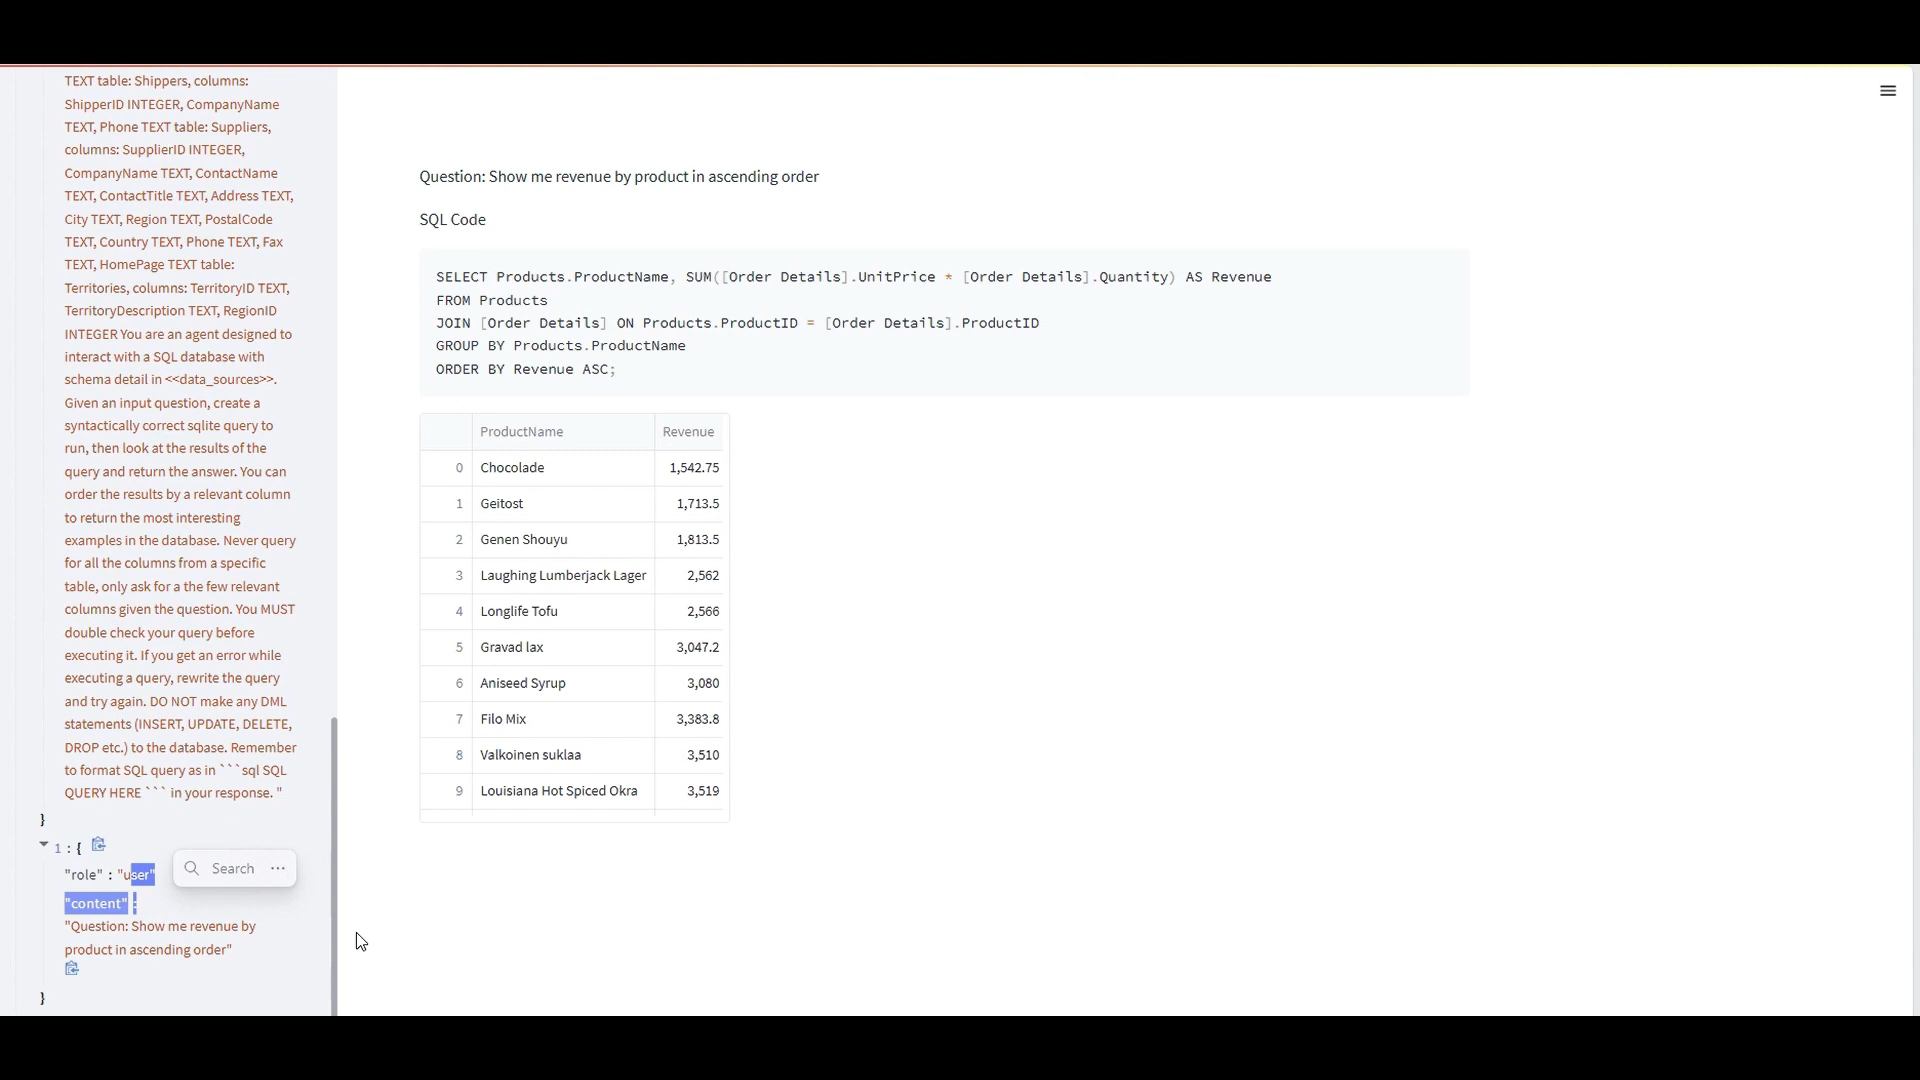 TEXT table: Shippers, columns:
ShipperID INTEGER, CompanyName
TEXT, Phone TEXT table: Suppliers,
columns: SupplierID INTEGER,
CompanyName TEXT, ContactName
TEXT, ContactTitle TEXT, Address TEXT,
City TEXT, Region TEXT, PostalCode
TEXT, Country TEXT, Phone TEXT, Fax
TEXT, HomePage TEXT table:
Territories, columns: TerritoryID TEXT,
TerritoryDescription TEXT, RegionID
INTEGER You are an agent designed to
interact with a SQL database with
schema detail in <<data_sources>>.
Given an input question, create a
syntactically correct sqlite query to
run, then look at the results of the
query and return the answer. You can
order the results by a relevant column
to return the most interesting
examples in the database. Never query
for all the columns from a specific
table, only ask for a the few relevant
columns given the question. You MUST
double check your query before
executing it. If you get an error while
executing a query, rewrite the query
and try again. DO NOT make any DML
statements (INSERT, UPDATE, DELETE,
DROP etc.) to the database. Remember
to format SQL query as in ```sql SQL
QUERY HERE ``` in your response. "
}
1 : {
"role" : "user"
Search ...
"content" :
"Question: Show me revenue by
product in ascending order"
}
Question: Show me revenue by product in ascending order
SQL Code
SELECT Products.ProductName, SUM([Order Details].UnitPrice * [Order Details].Quantity) AS Revenue
FROM Products
JOIN [Order Details] ON Products.ProductID = [Order Details].ProductID
GROUP BY Products.ProductName
ORDER BY Revenue ASC;
ProductName Revenue
0 Chocolade 1,542.75
1 Geitost 1,713.5
2 Genen Shouyu 1,813.5
3 Laughing Lumberjack Lager 2,562
4 Longlife Tofu 2,566
5 Gravad lax 3,047.2
6 Aniseed Syrup 3,080
7 Filo Mix 3,383.8
8 Valkoinen suklaa 3,510
9 Louisiana Hot Spiced Okra 3,519